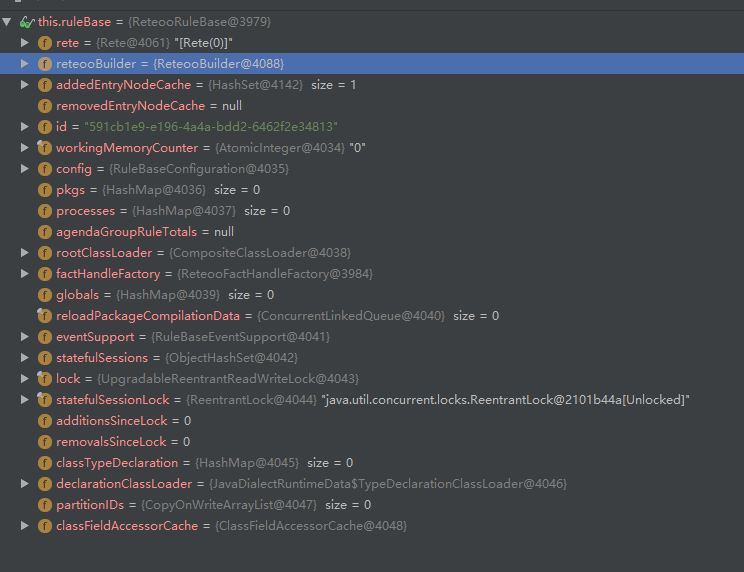 this.ruleBase = {ReteooRuleBase@3979}
f rete = {Rete@4061} "[Rete(0)]"
f reteooBuilder = {ReteooBuilder@4088}
f addedEntryNodeCache = {HashSet@4142} size = 1
f removedEntryNodeCache = null
f id = "591cb1e9-e196-4a4a-bdd2-6462f2e34813"
f workingMemoryCounter = {AtomicInteger@4034} "0"
f config = {RuleBaseConfiguration@4035}
f pkgs = {HashMap@4036} size = 0
f processes = {HashMap@4037} size = 0
f agendaGroupRuleTotals = null
f rootClassLoader = {CompositeClassLoader@4038}
f factHandleFactory = {ReteooFactHandleFactory@3984}
f globals = {HashMap@4039} size = 0
f reloadPackageCompilationData = {ConcurrentLinkedQueue@4040} size = 0
f eventSupport = {RuleBaseEventSupport@4041}
f statefulSessions = {ObjectHashSet@4042}
f lock = {UpgradableReentrantReadWriteLock@4043}
f statefulSessionLock = {ReentrantLock@4044} "java.util.concurrent.locks.ReentrantLock@2101b44a[Unlocked]"
f additionsSinceLock = 0
f removalsSinceLock = 0
f classTypeDeclaration = {HashMap@4045} size = 0
f declarationClassLoader = {JavaDialectRuntimeData$TypeDeclarationClassLoader@4046}
f partitionIDs = {CopyOnWriteArrayList@4047} size = 0
f classFieldAccessorCache = {ClassFieldAccessorCache@4048}